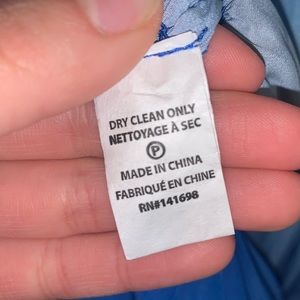 DRY CLEAN ONLY
NETTOYAGE À SEC
P
MADE IN CHINA
FABRIQUÉ EN CHINE
RN#141698